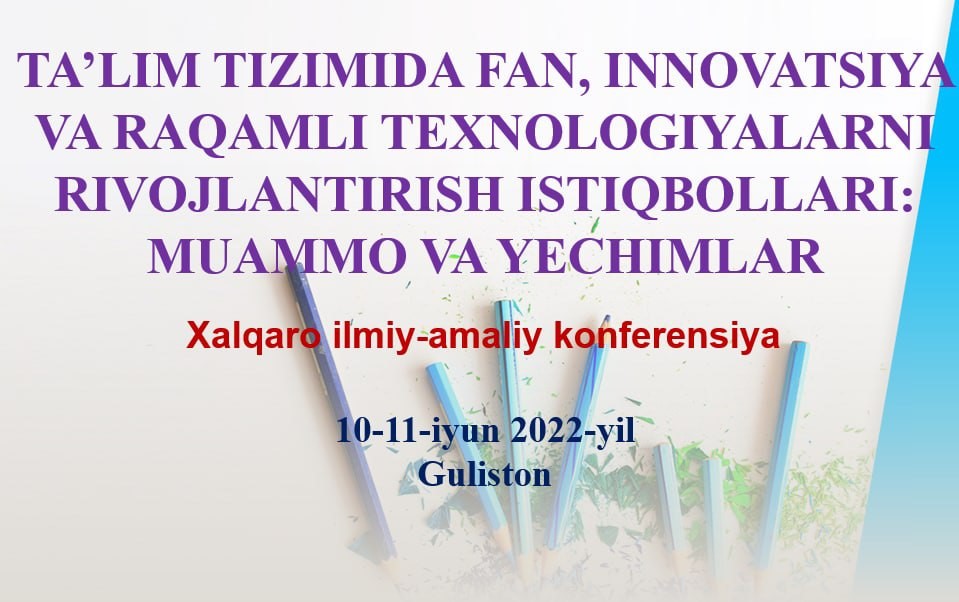 TA’LIM TIZIMIDA FAN, INNOVATSIYA
VA RAQAMLI TEXNOLOGIYALARNI
RIVOJLANTIRISH ISTIQBOLLARI:
MUAMMO VA YECHIMLAR
Xalqaro ilmiy-amaliy konferensiya
10-11-iyun 2022-yil
Guliston